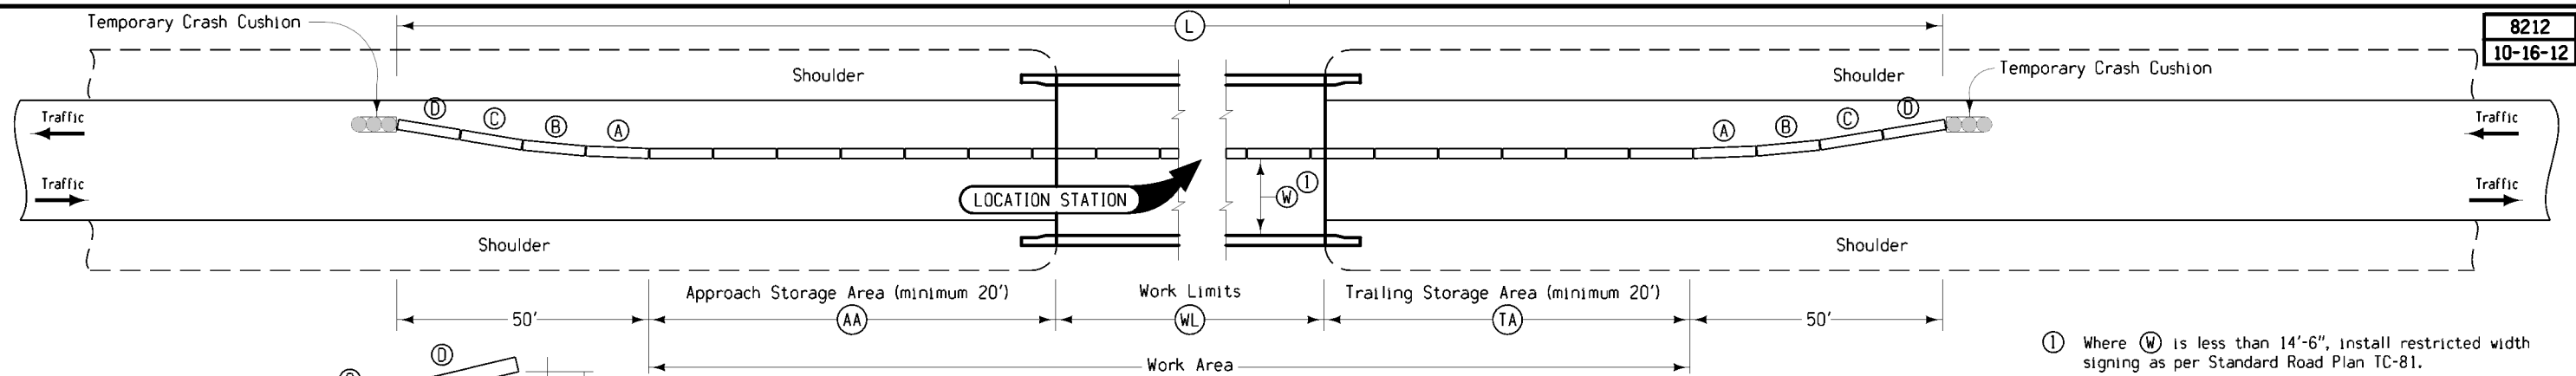 Temporary Crash Cushion
L
8212
10-16-12
Shoulder
Shoulder
Temporary Crash Cushion
Traffic
D
C
B
A
A
B
C
D
Traffic
Traffic
LOCATION STATION
W
1
Traffic
Shoulder
Shoulder
Approach Storage Area (minimum 20')
Work Limits
Trailing Storage Area (minimum 20')
50'
AA
WL
TA
50'
1 Where W is less than 14'-6", install restricted width
signing as per Standard Road Plan TC-81.
D
Work Area